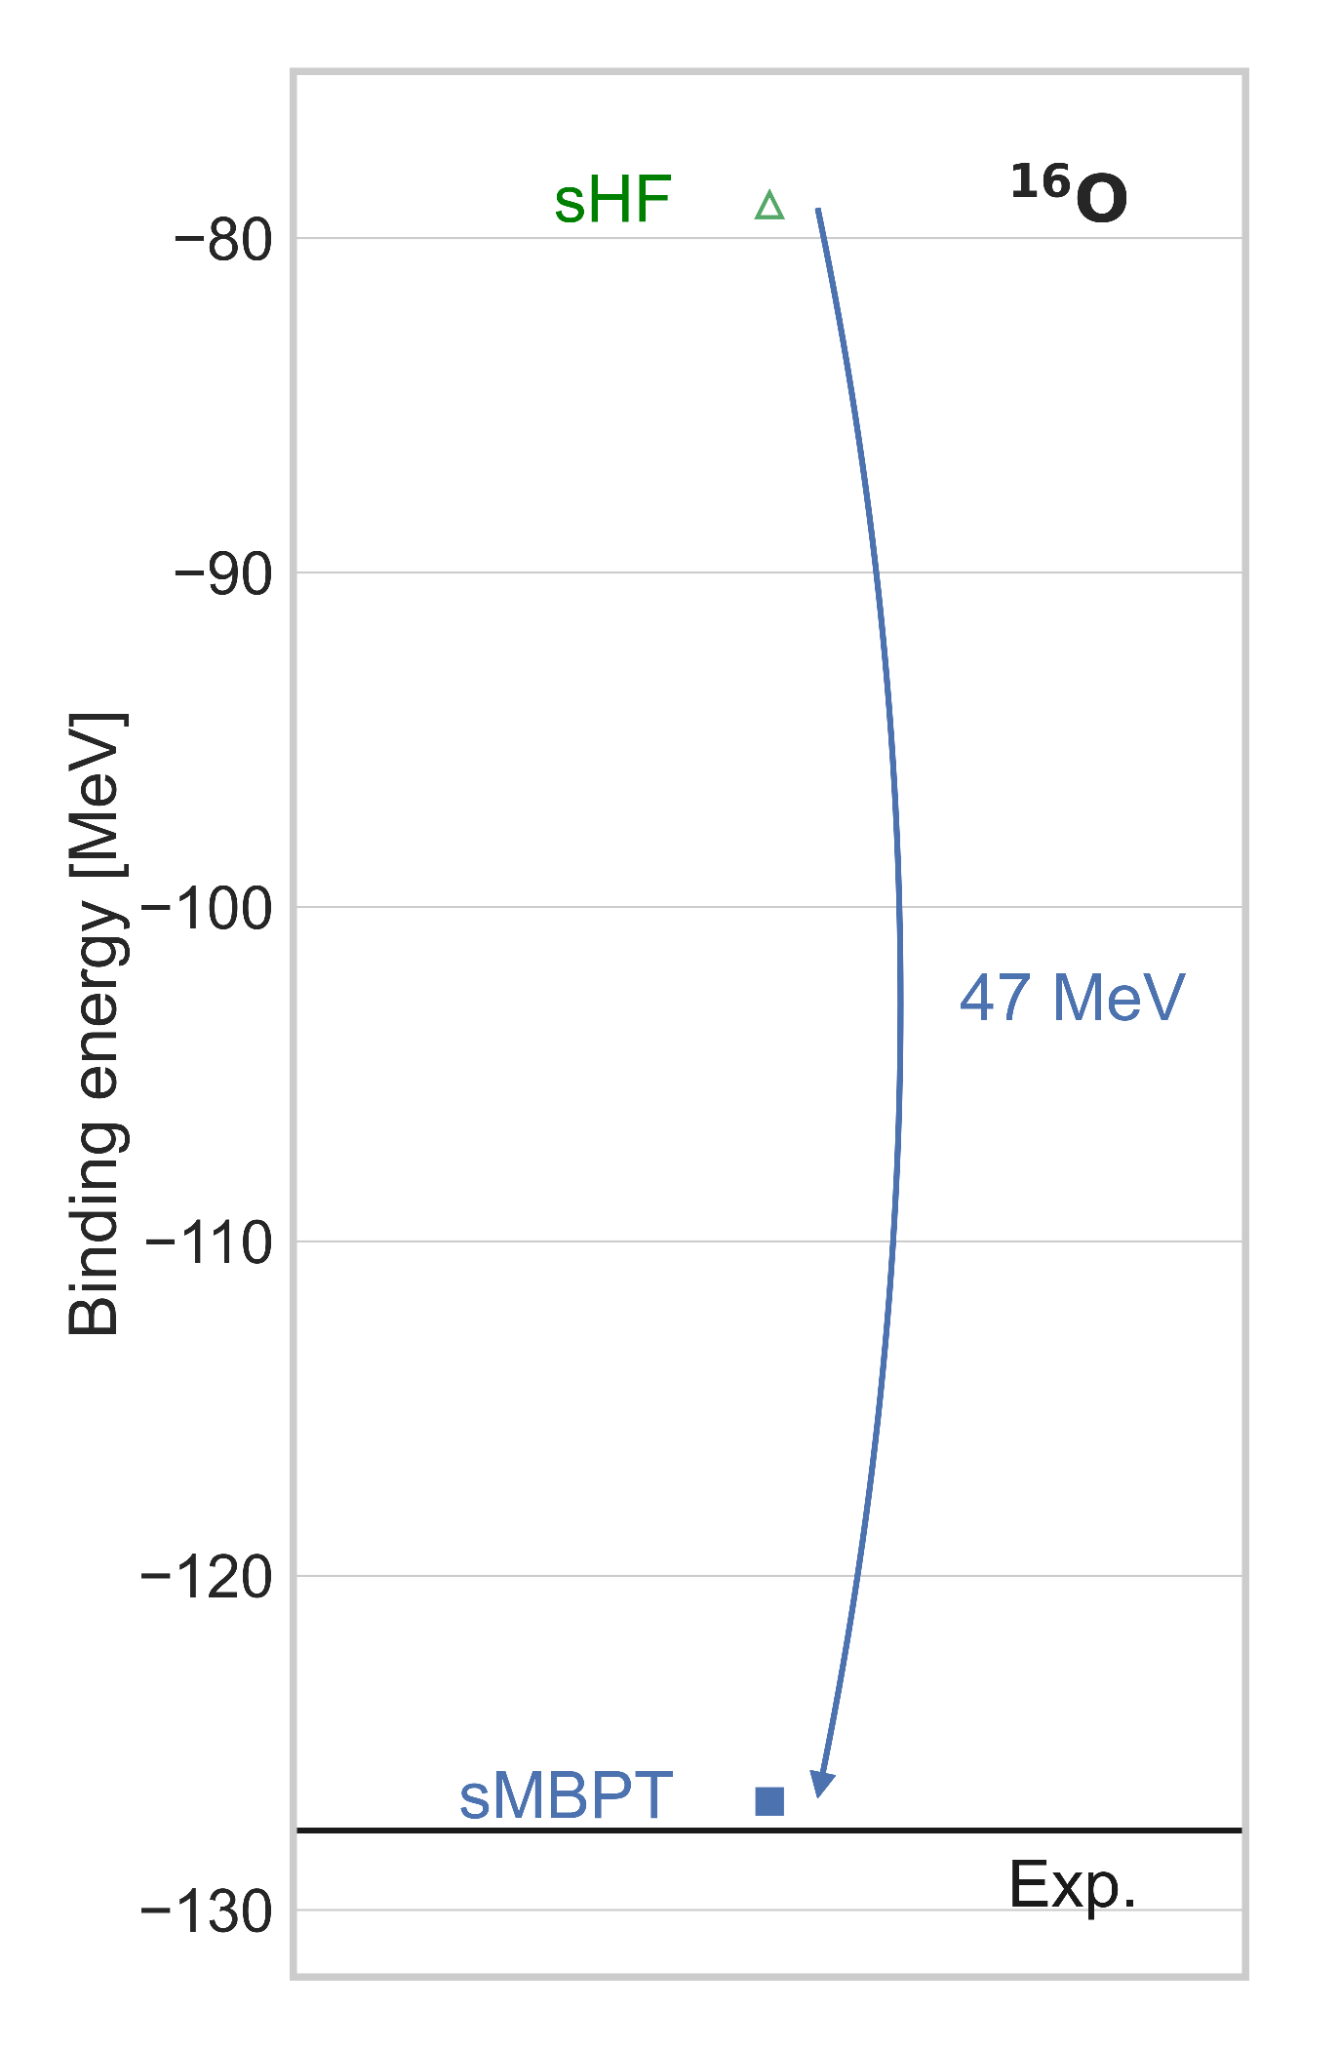 sHF
¹⁶O
−80
−90
−100
47 MeV
−110
−120
sMBPT
Exp.
−130
Binding energy [MeV]